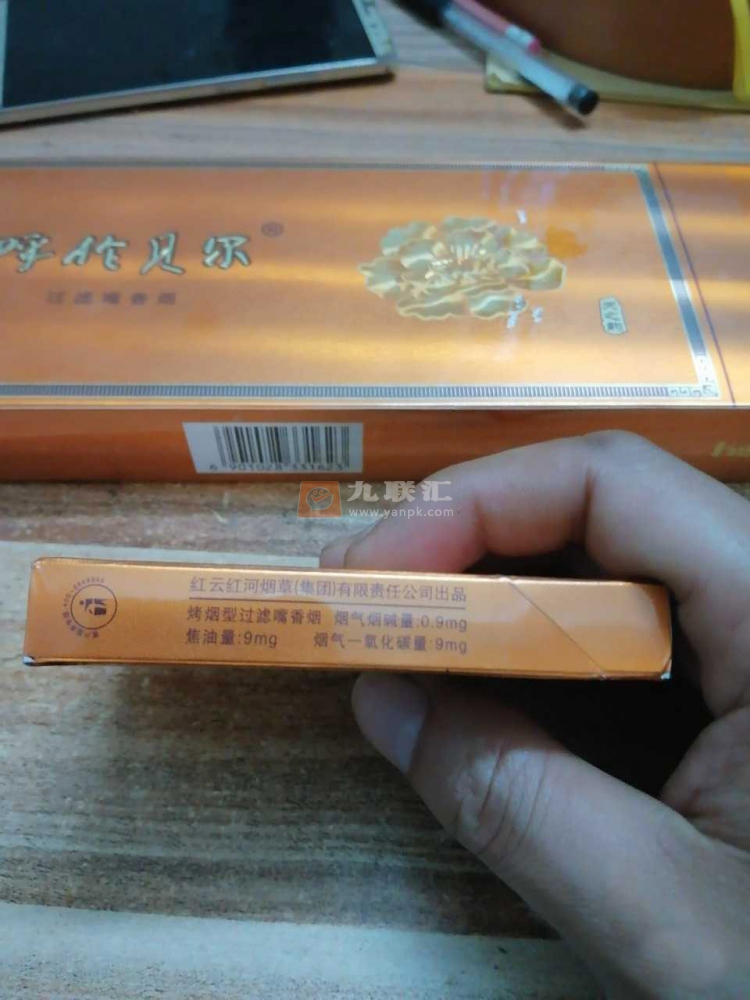 呼伦贝尔®
过滤嘴香烟
6 901028 331623
九联汇
www.yanpk.com
红云红河烟草(集团)有限责任公司出品
烤烟型过滤嘴香烟 烟气烟碱量:0.9mg
焦油量:9mg 烟气一氧化碳量:9mg